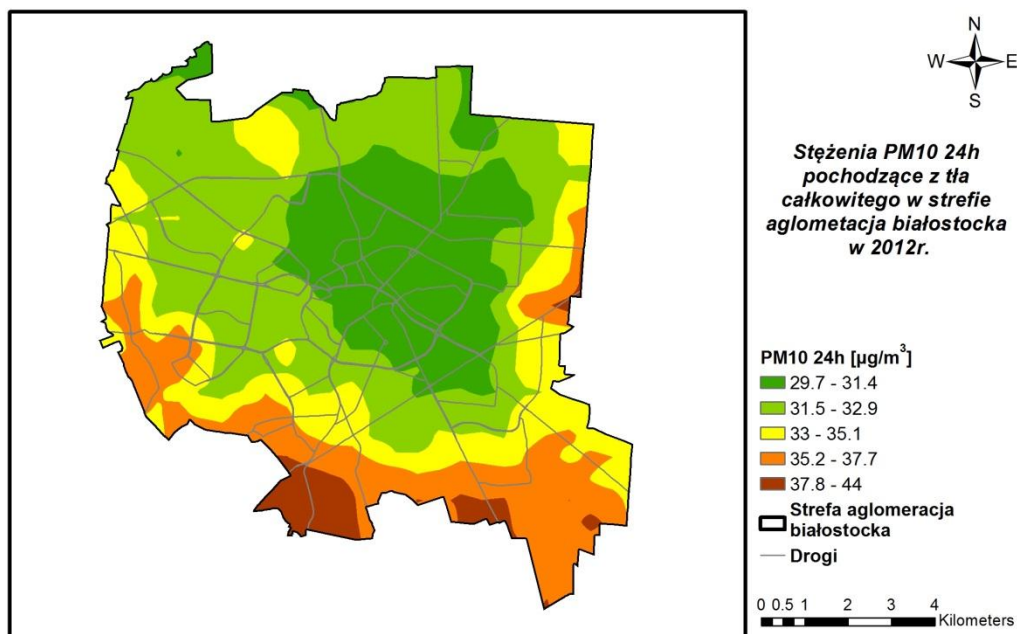 N
W E
S
Stężenia PM10 24h
pochodzące z tła
całkowitego w strefie
aglometacja białostocka
w 2012r.
PM10 24h [µg/m³]
29.7 - 31.4
31.5 - 32.9
33 - 35.1
35.2 - 37.7
37.8 - 44
Strefa aglomeracja
białostocka
Drogi
0 0.5 1 2 3 4
Kilometers